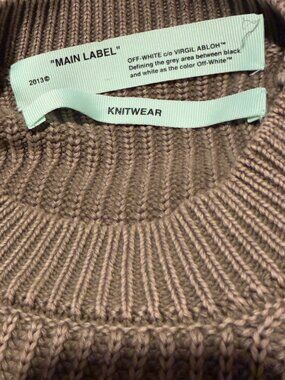 "MAIN LABEL"
2013©
OFF-WHITE c/o VIRGIL ABLOH™
Defining the grey area between black
and white as the color Off-White™
KNITWEAR